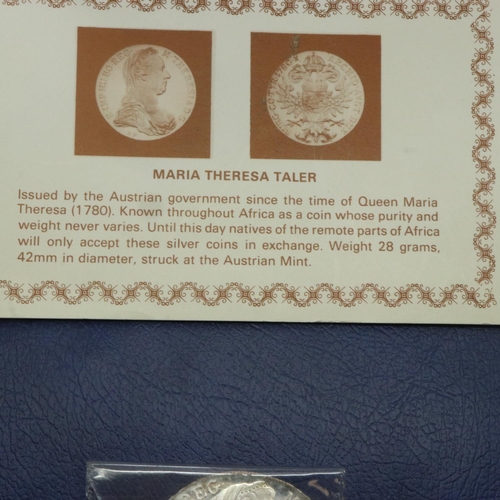 MARIA THERESA TALER
Issued by the Austrian government since the time of Queen Maria
Theresa (1780). Known throughout Africa as a coin whose purity and
weight never varies. Until this day natives of the remote parts of Africa
will only accept these silver coins in exchange. Weight 28 grams,
42mm in diameter, struck at the Austrian Mint.